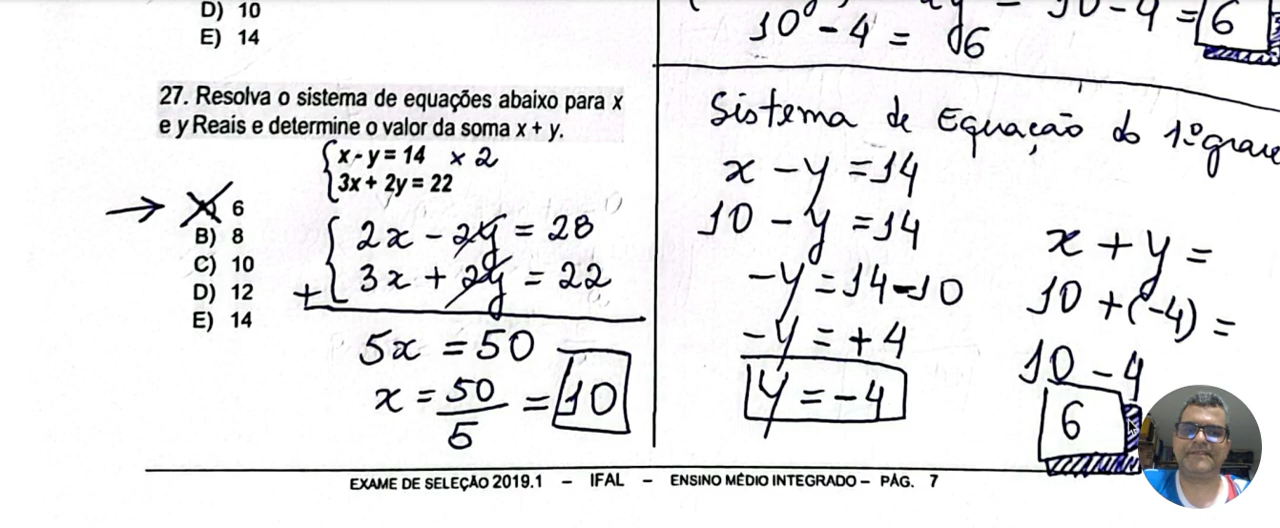 D) 10
E) 14
10 - 4 = 6
10 - 4 = 6
27. Resolva o sistema de equações abaixo para x
e y Reais e determine o valor da soma x + y.
x - y = 14 × 2
3x + 2y = 22
A) 6
B) 8
C) 10
D) 12
E) 14
2x - 2y = 28
+ 3x + 2y = 22
5x = 50
x = 50/5 = 10
Sistema de Equação do 1º grau
x - y = 14
10 - y = 14
-y = 14-10
-y = +4
y = -4
x + y =
10 + (-4) =
10 - 4
6
EXAME DE SELEÇÃO 2019.1 – IFAL – ENSINO MÉDIO INTEGRADO – PÁG. 7